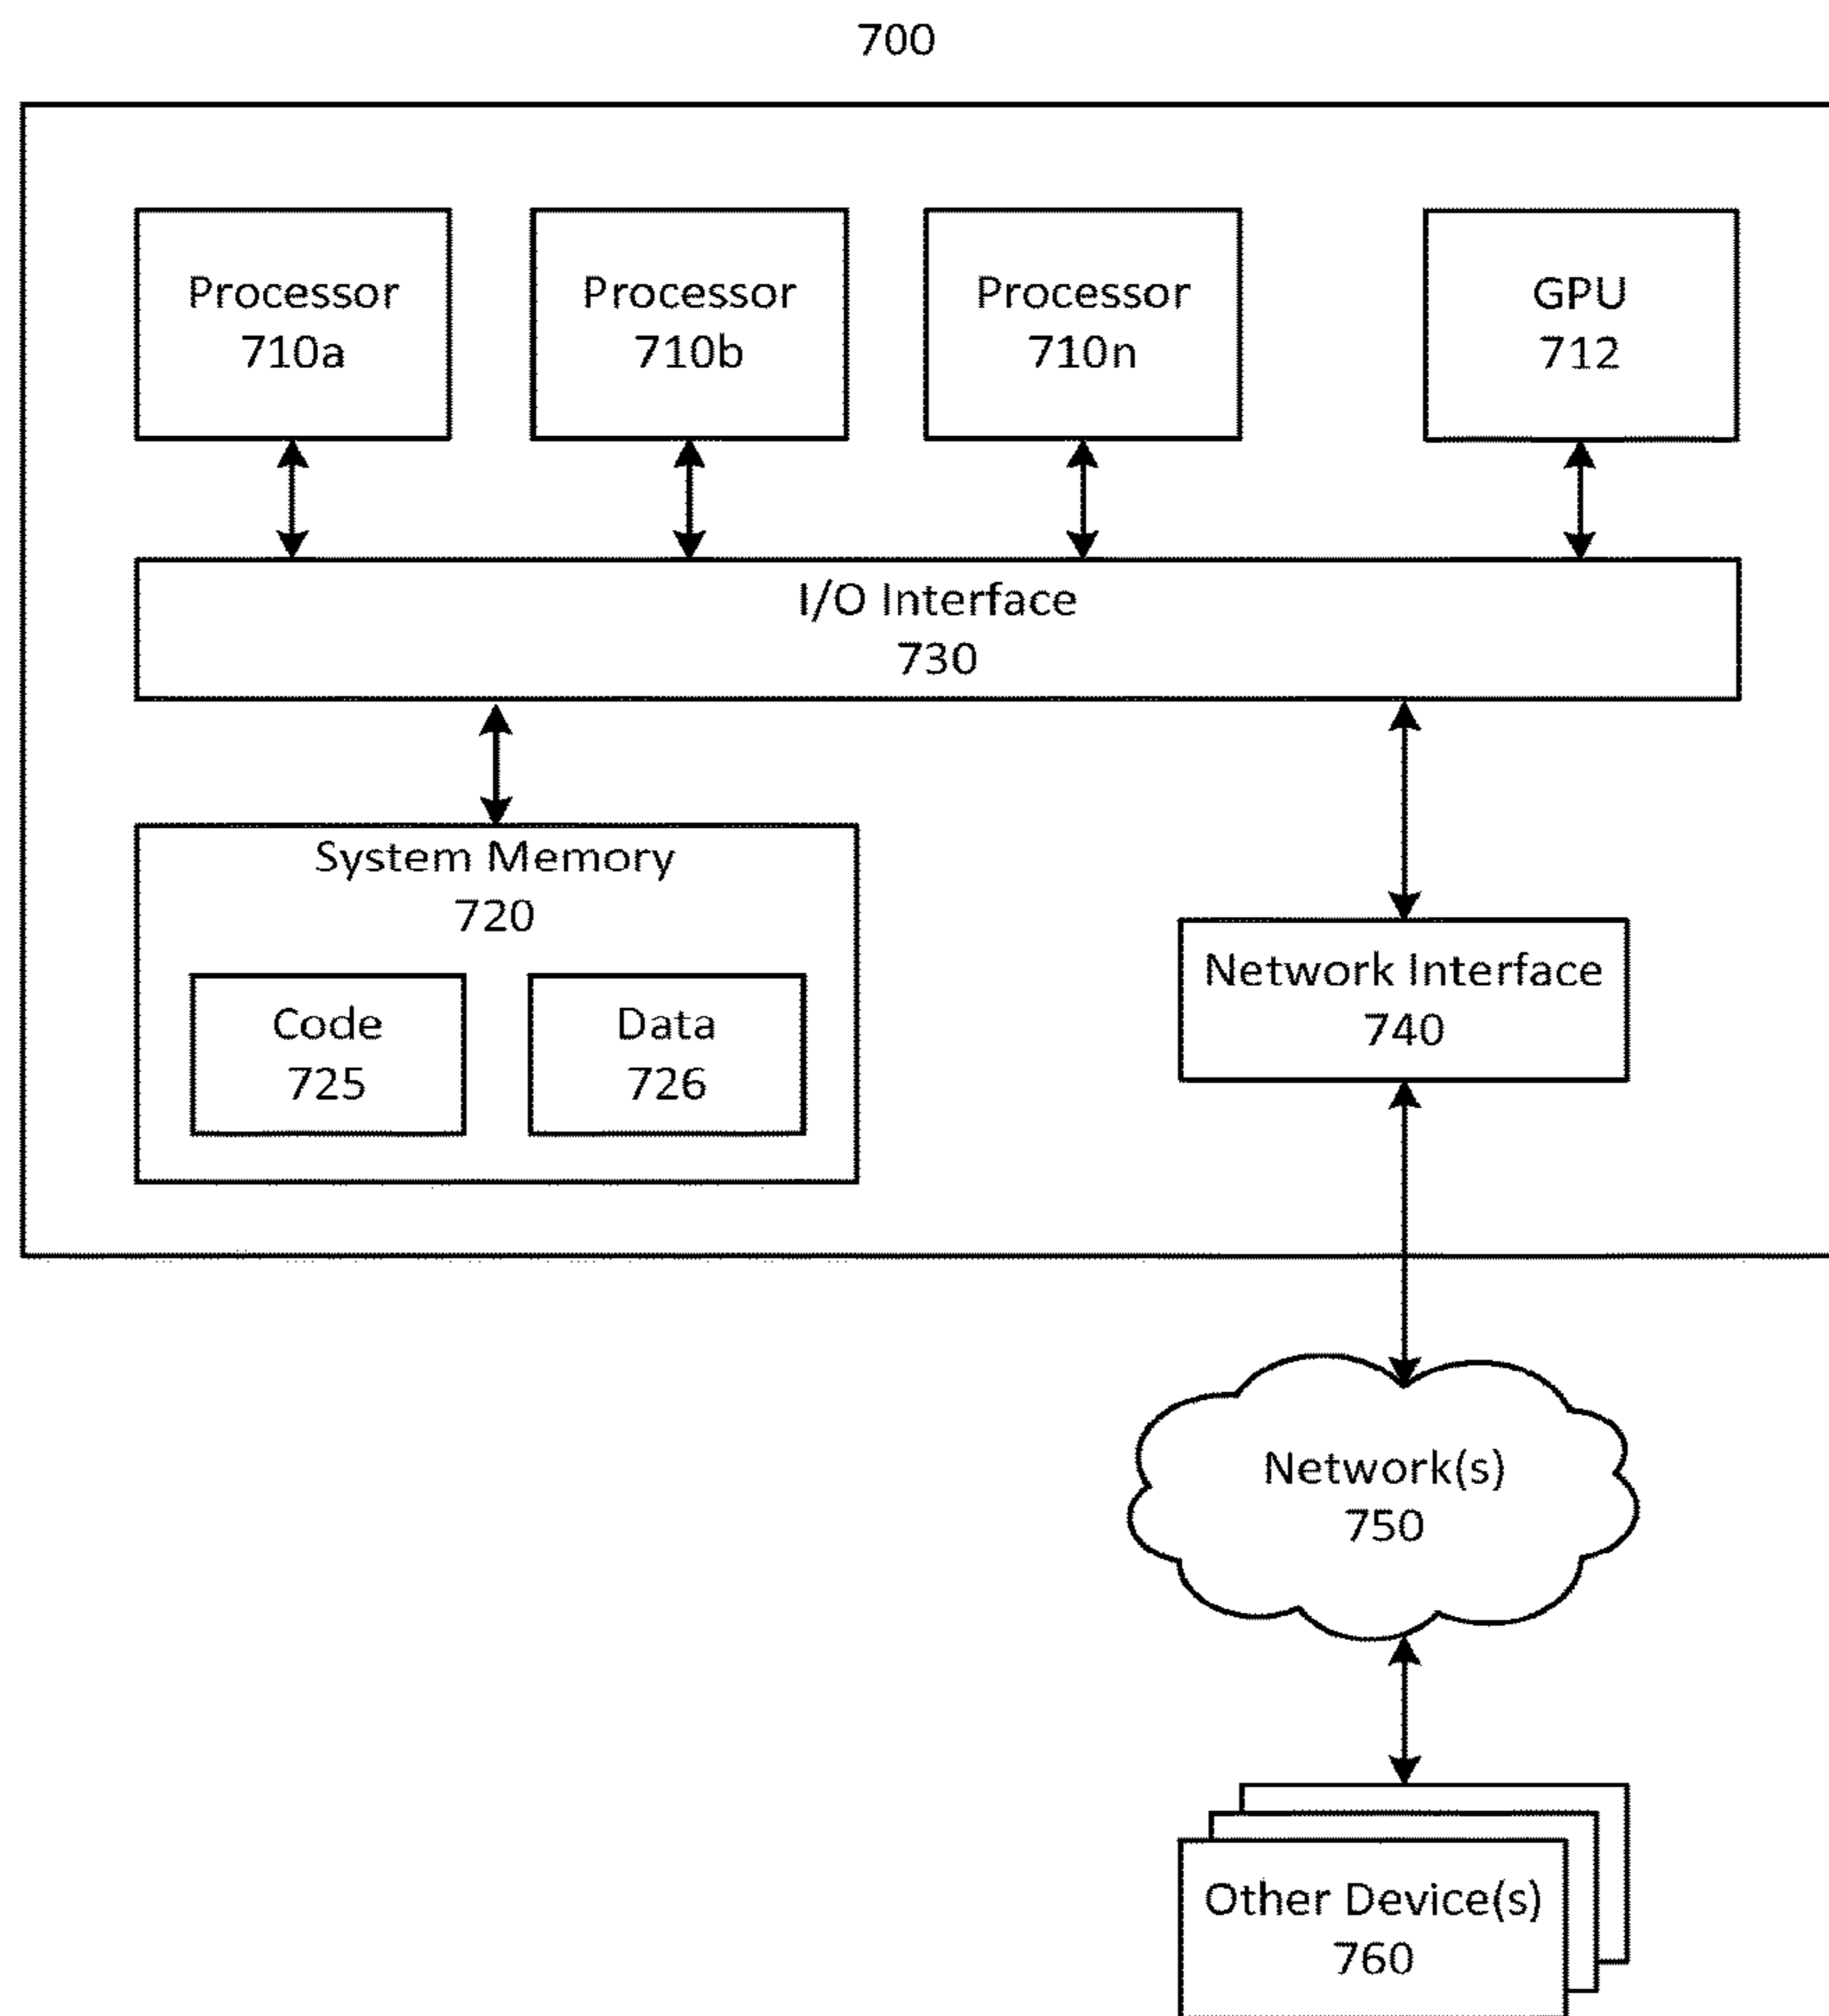 700
Processor
710a
Processor
710b
Processor
710n
GPU
712
I/O Interface
730
System Memory
720
Code
725
Data
726
Network Interface
740
Network(s)
750
Other Device(s)
760